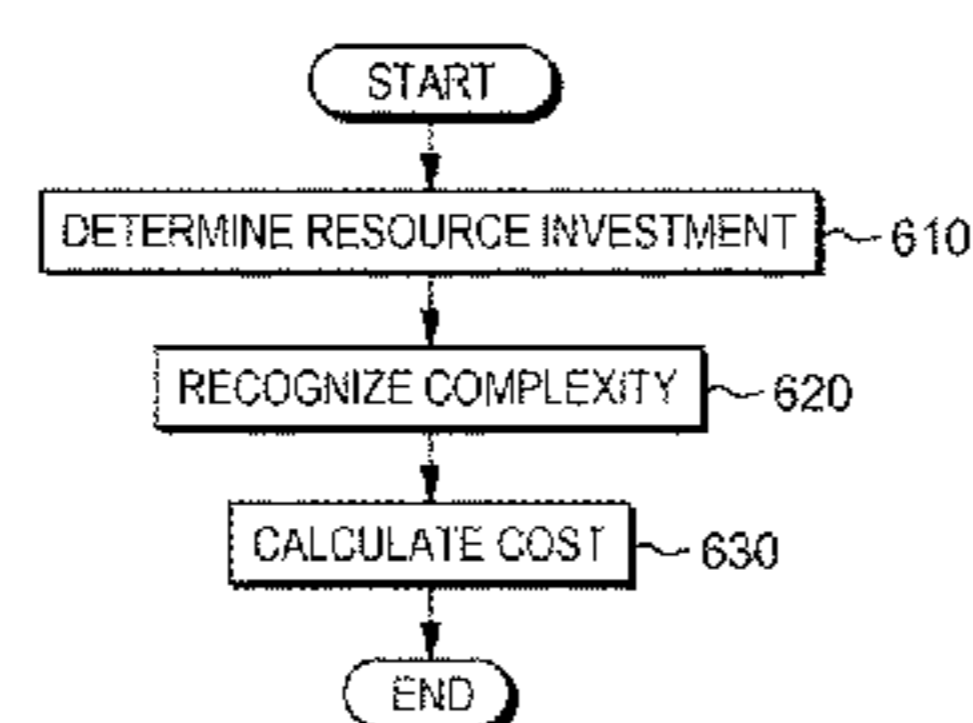 START
DETERMINE RESOURCE INVESTMENT 610
RECOGNIZE COMPLEXITY 620
CALCULATE COST 630
END